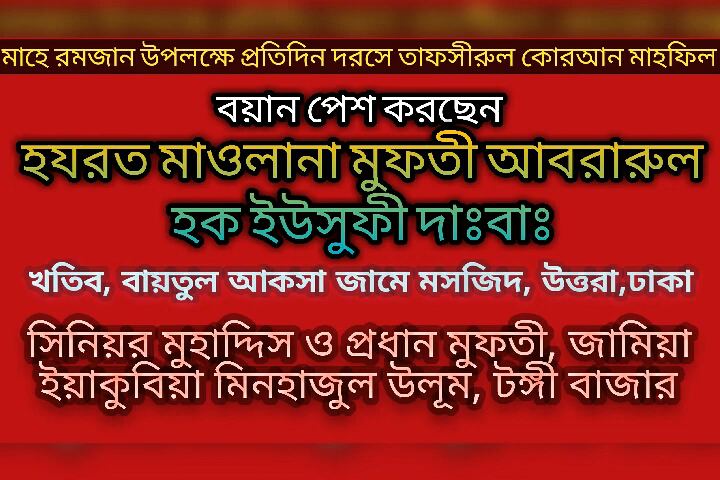 মাহে রমজান উপলক্ষে প্রতিদিন দরসে তাফসীরুল কোরআন মাহফিল
বয়ান পেশ করছেন
হযরত মাওলানা মুফতী আবরারুল
হক ইউসুফী দাঃবাঃ
খতিব, বায়তুল আকসা জামে মসজিদ, উত্তরা,ঢাকা
সিনিয়র মুহাদ্দিস ও প্রধান মুফতী, জামিয়া
ইয়াকুবিয়া মিনহাজুল উলূম, টঙ্গী বাজার